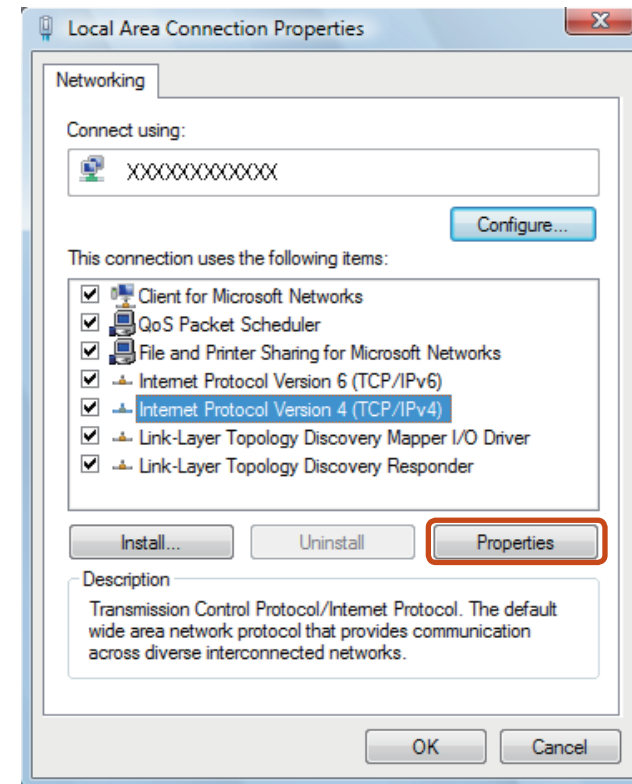 Local Area Connection Properties
Networking
Connect using:
XXXXXXXXXXXX
Configure...
This connection uses the following items:
Client for Microsoft Networks
QoS Packet Scheduler
File and Printer Sharing for Microsoft Networks
Internet Protocol Version 6 (TCP/IPv6)
Internet Protocol Version 4 (TCP/IPv4)
Link-Layer Topology Discovery Mapper I/O Driver
Link-Layer Topology Discovery Responder
Install... Uninstall Properties
Description
Transmission Control Protocol/Internet Protocol. The default
wide area network protocol that provides communication
across diverse interconnected networks.
OK Cancel